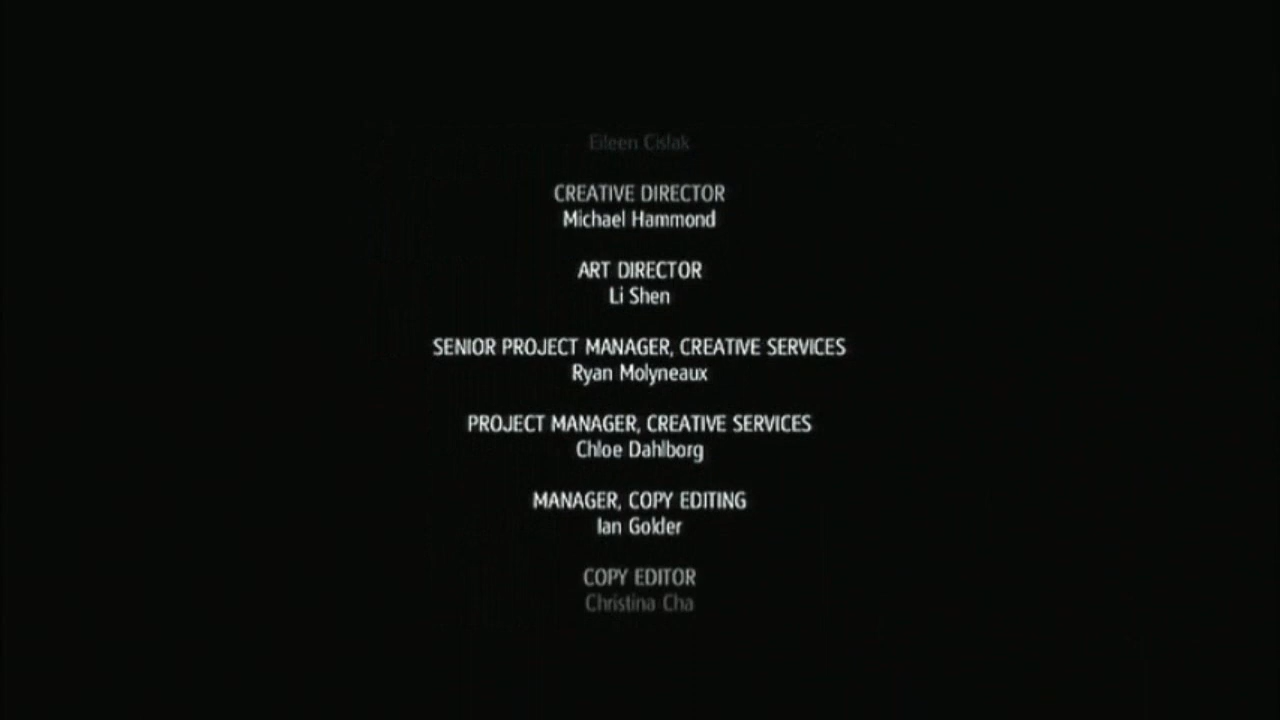 Eileen Cislak
CREATIVE DIRECTOR
Michael Hammond
ART DIRECTOR
Li Shen
SENIOR PROJECT MANAGER, CREATIVE SERVICES
Ryan Molyneaux
PROJECT MANAGER, CREATIVE SERVICES
Chloe Dahlborg
MANAGER, COPY EDITING
Ian Golder
COPY EDITOR
Christina Cha